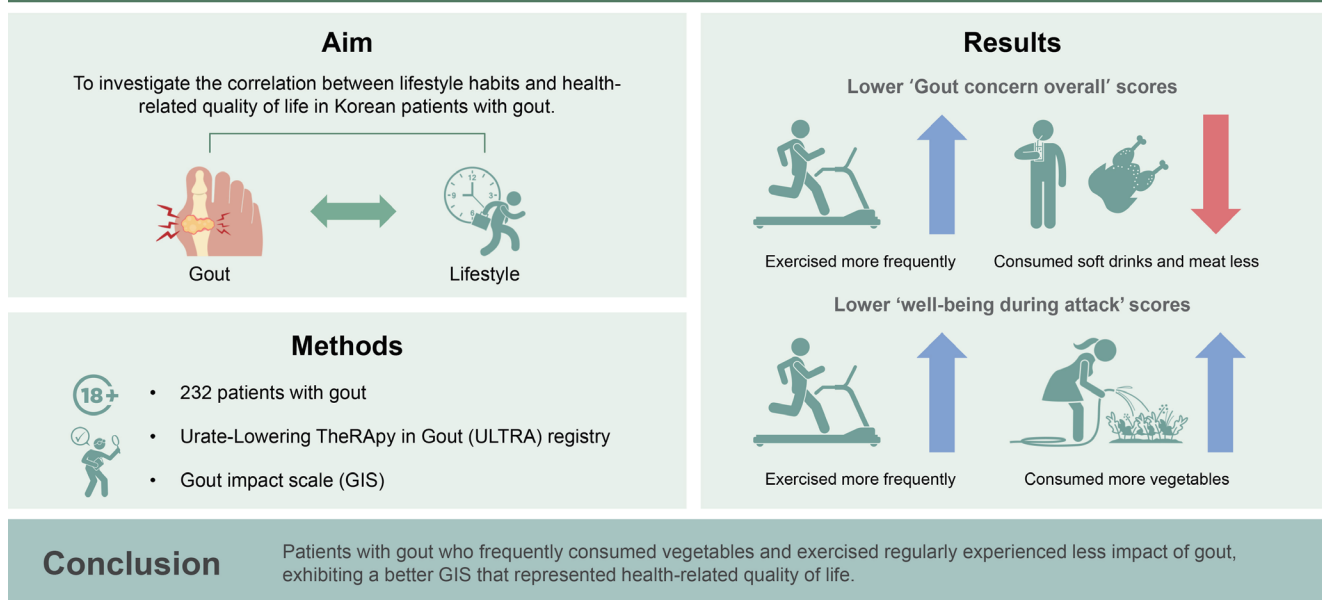 Aim
To investigate the correlation between lifestyle habits and health-
related quality of life in Korean patients with gout.
12
9
3
6
Gout
Lifestyle
Methods
18+
• 232 patients with gout
• Urate-Lowering TheRApy in Gout (ULTRA) registry
• Gout impact scale (GIS)
Results
Lower ‘Gout concern overall’ scores
Exercised more frequently
Consumed soft drinks and meat less
Lower ‘well-being during attack’ scores
Exercised more frequently
Consumed more vegetables
Conclusion
Patients with gout who frequently consumed vegetables and exercised regularly experienced less impact of gout,
exhibiting a better GIS that represented health-related quality of life.